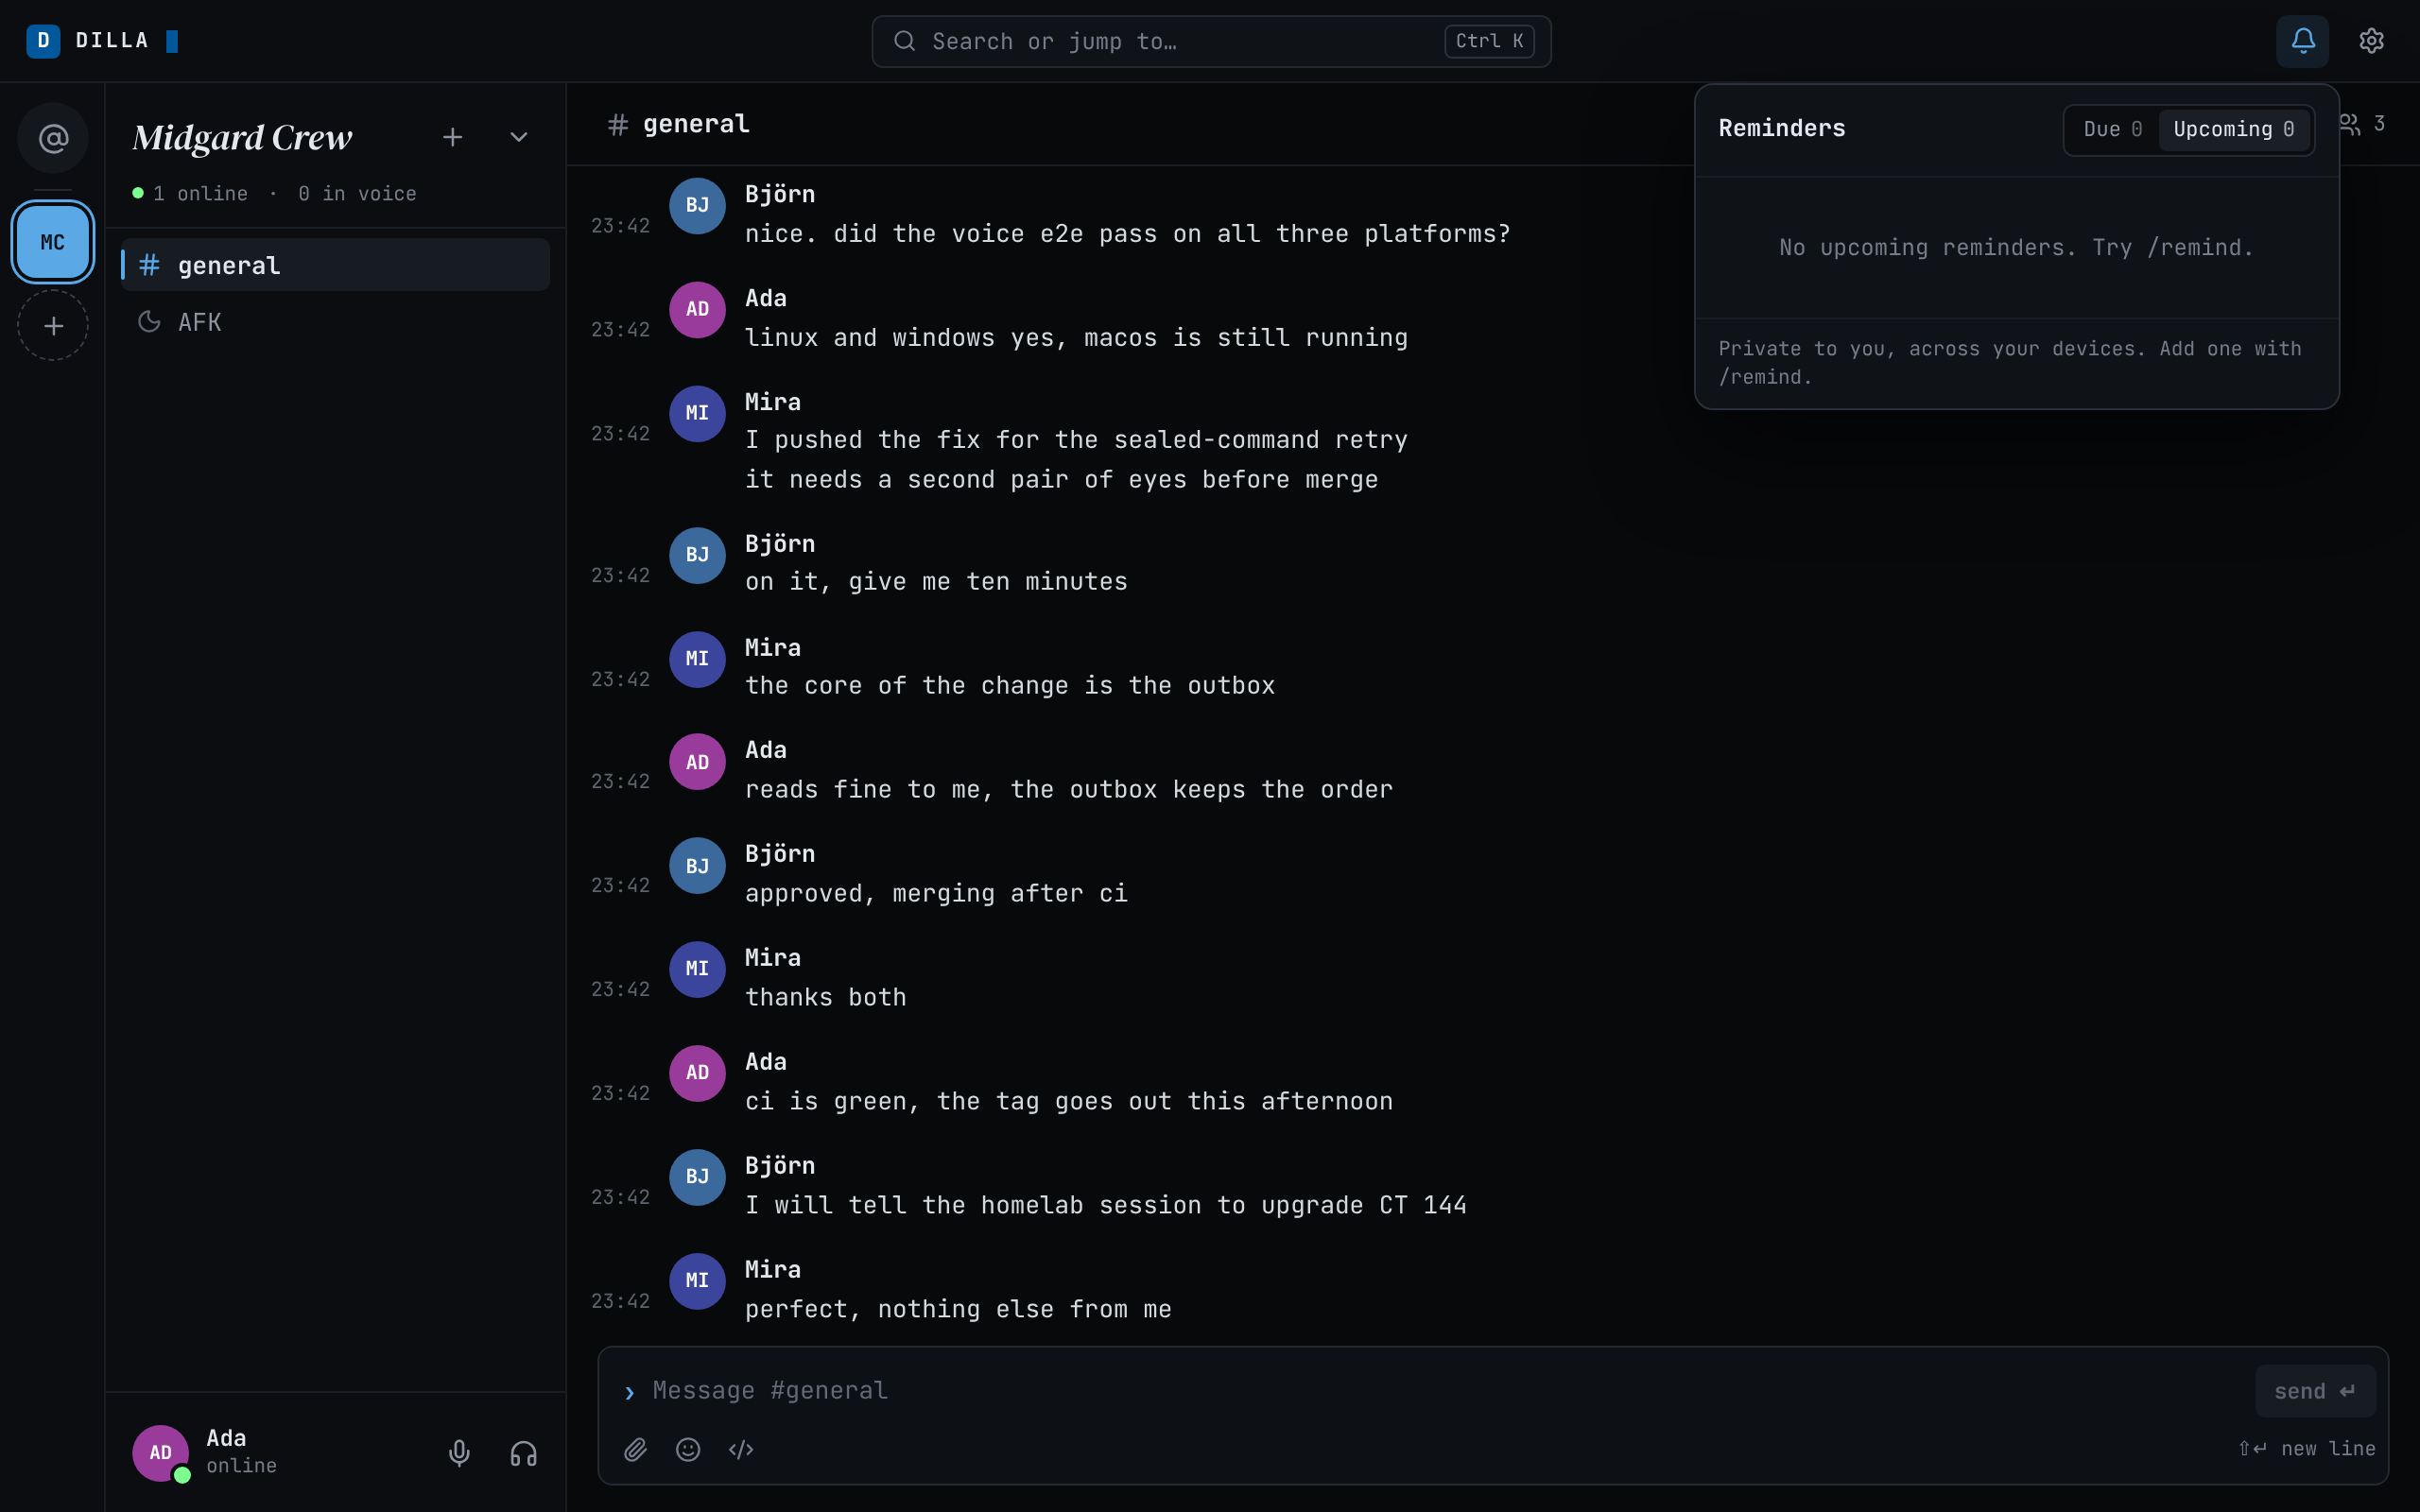 D DILLA
Search or jump to… Ctrl K
Midgard Crew
1 online · 0 in voice
MC
general
AFK
# general
3
Reminders
Due 0 Upcoming 0
No upcoming reminders. Try /remind.
Private to you, across your devices. Add one with
/remind.
BJ Björn
23:42 nice. did the voice e2e pass on all three platforms?
AD Ada
23:42 linux and windows yes, macos is still running
MI Mira
23:42 I pushed the fix for the sealed-command retry
it needs a second pair of eyes before merge
BJ Björn
23:42 on it, give me ten minutes
MI Mira
23:42 the core of the change is the outbox
AD Ada
23:42 reads fine to me, the outbox keeps the order
BJ Björn
23:42 approved, merging after ci
MI Mira
23:42 thanks both
AD Ada
23:42 ci is green, the tag goes out this afternoon
BJ Björn
23:42 I will tell the homelab session to upgrade CT 144
MI Mira
23:42 perfect, nothing else from me
› Message #general
send ↵
⇧↵ new line
AD Ada
online